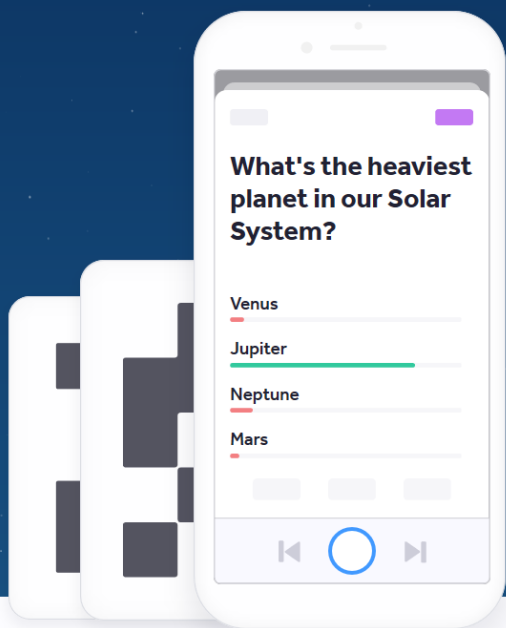 What's the heaviest
planet in our Solar
System?
Venus
Jupiter
Neptune
Mars